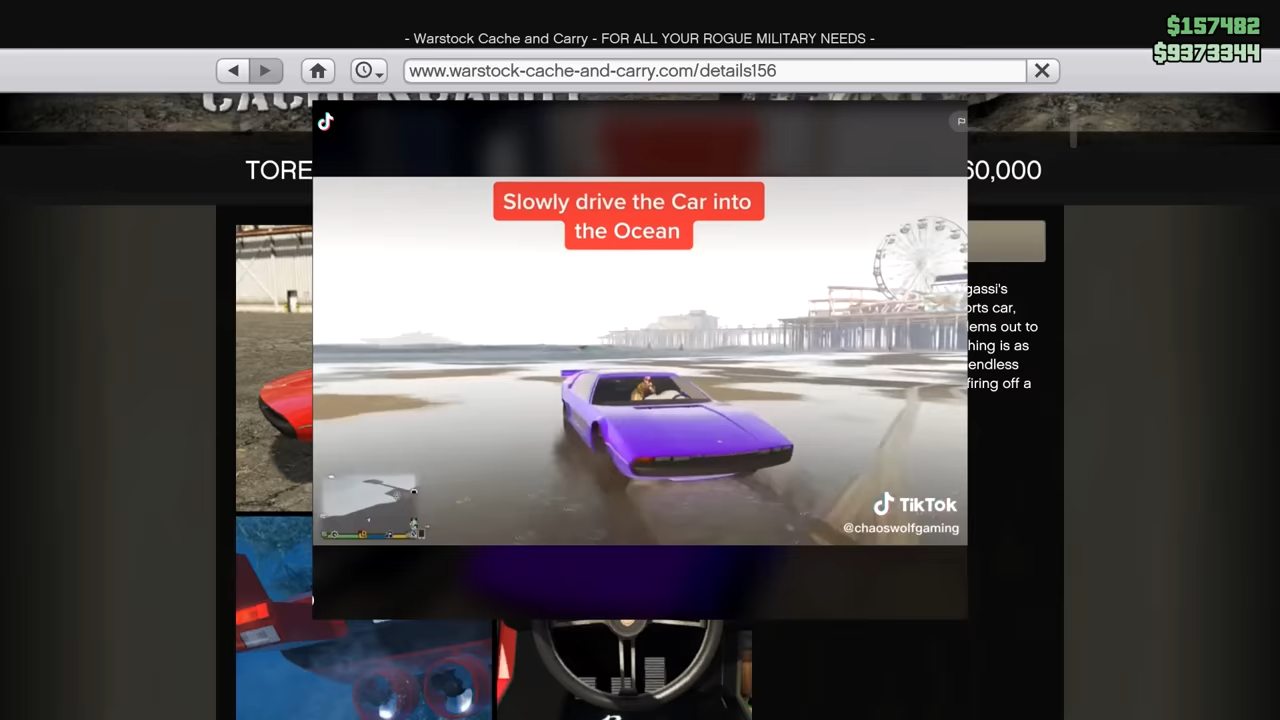 $157482
- Warstock Cache and Carry - FOR ALL YOUR ROGUE MILITARY NEEDS -
$9373344
www.warstock-cache-and-carry.com/details156
TORE
60,000
Slowly drive the Car into
the Ocean
gassi's
orts car,
lems out to
hing is as
endless
firing off a
TikTok
@chaoswolfgaming